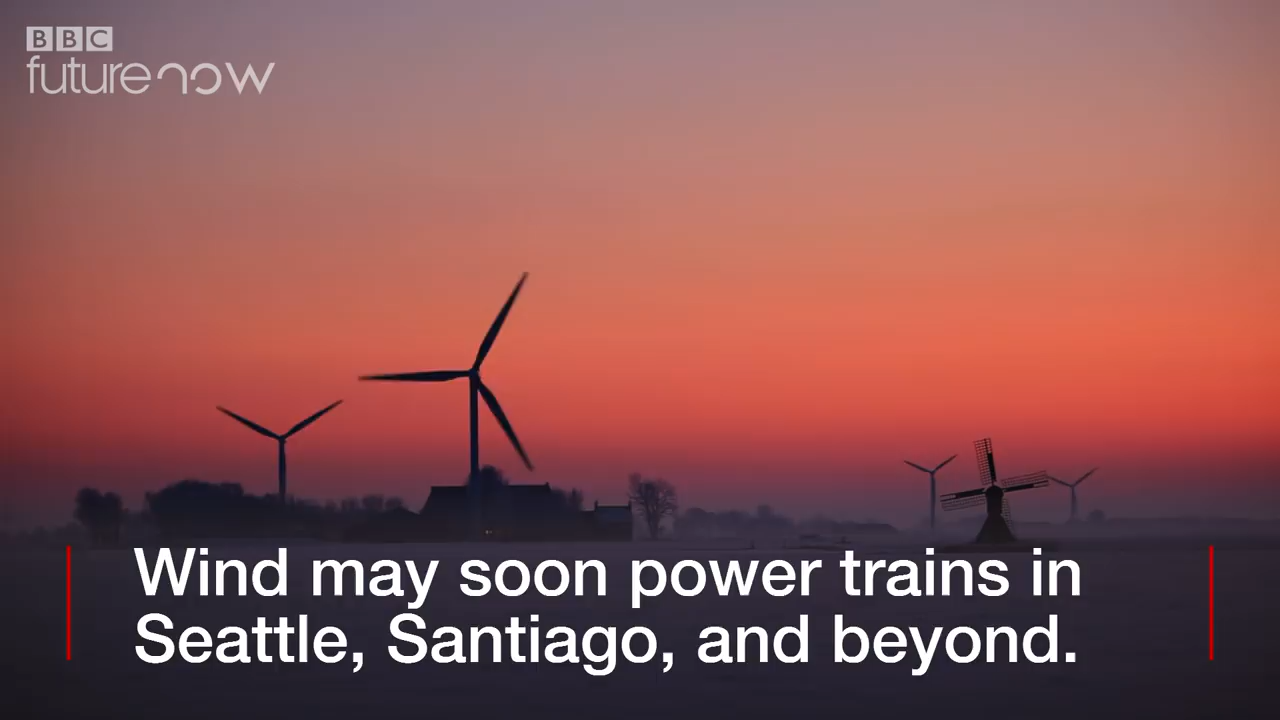 BBC
future now
Wind may soon power trains in
Seattle, Santiago, and beyond.